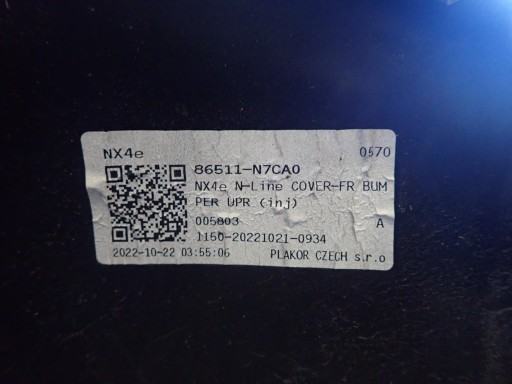 NX4e 0570
86511-N7CA0
NX4e N-Line COVER-FR BUM
PER UPR (inj)
005803 A
1150-20221021-0934
2022-10-22 03:55:06 PLAKOR CZECH s.r.o